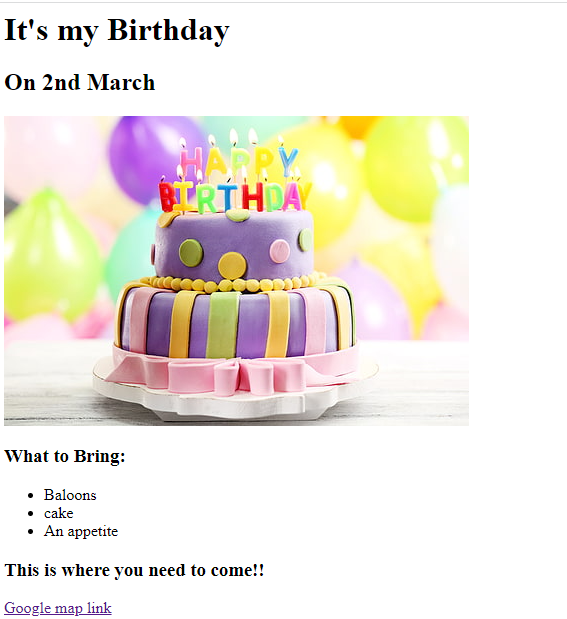 It's my Birthday
On 2nd March
HAPPY
BIRTHDAY
What to Bring:
Baloons
cake
An appetite
This is where you need to come!!
Google map link